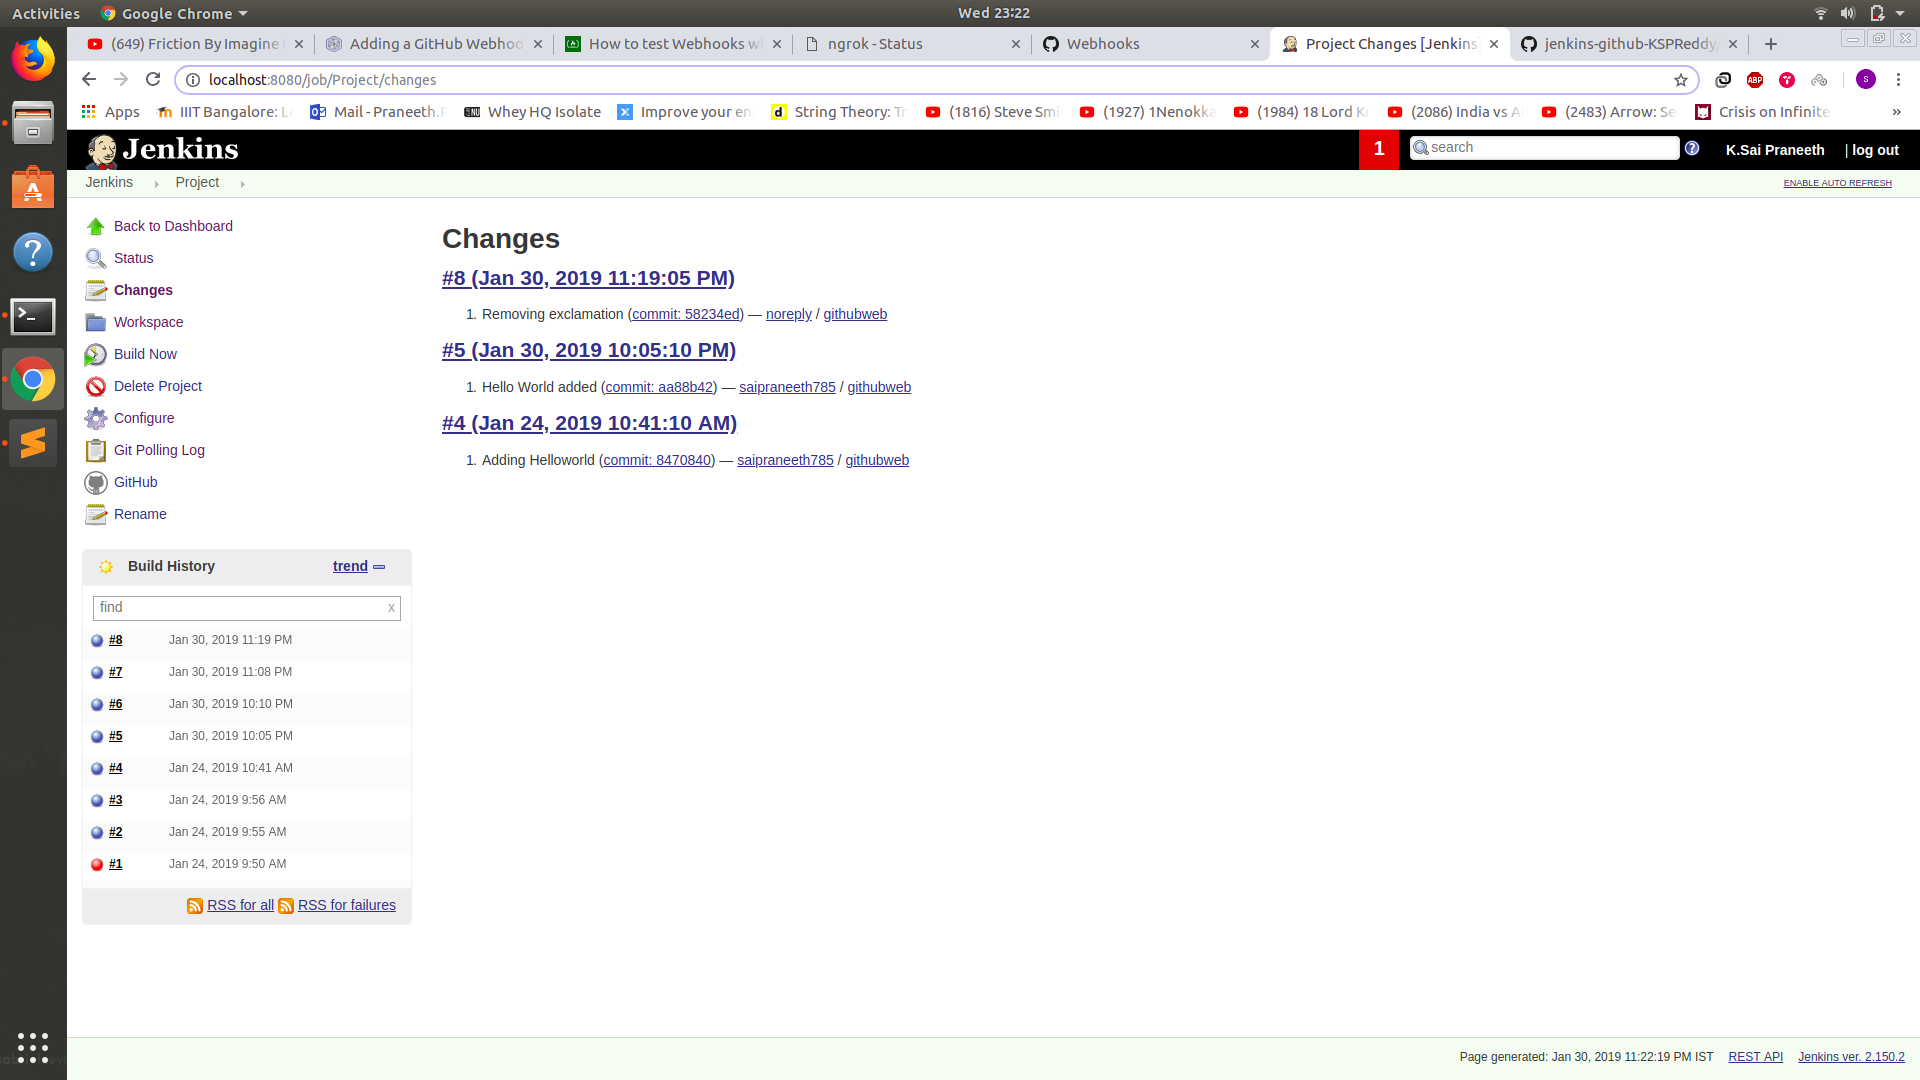 Activities Google Chrome Wed 23:22
(649) Friction By Imagine Adding a GitHub Webhoo How to test Webhooks w ngrok - Status Webhooks Project Changes [Jenkins] jenkins-github-KSPReddy/
localhost:8080/job/Project/changes S
Apps IIIT Bangalore: L Mail - Praneeth.R Whey HQ Isolate Improve your en String Theory: Tr (1816) Steve Smi (1927) 1Nenokka (1984) 18 Lord Kr (2086) India vs A (2483) Arrow: Se Crisis on Infinite »
Jenkins 1 search K.Sai Praneeth | log out
Jenkins Project ENABLE AUTO REFRESH
Back to Dashboard
Status
Changes
Workspace
Build Now
Delete Project
Configure
Git Polling Log
GitHub
Rename
Changes
#8 (Jan 30, 2019 11:19:05 PM)
1. Removing exclamation (commit: 58234ed) — noreply / githubweb
#5 (Jan 30, 2019 10:05:10 PM)
1. Hello World added (commit: aa88b42) — saipraneeth785 / githubweb
#4 (Jan 24, 2019 10:41:10 AM)
1. Adding Helloworld (commit: 8470840) — saipraneeth785 / githubweb
Build History trend
find x
#8 Jan 30, 2019 11:19 PM
#7 Jan 30, 2019 11:08 PM
#6 Jan 30, 2019 10:10 PM
#5 Jan 30, 2019 10:05 PM
#4 Jan 24, 2019 10:41 AM
#3 Jan 24, 2019 9:56 AM
#2 Jan 24, 2019 9:55 AM
#1 Jan 24, 2019 9:50 AM
RSS for all RSS for failures
Page generated: Jan 30, 2019 11:22:19 PM IST REST API Jenkins ver. 2.150.2